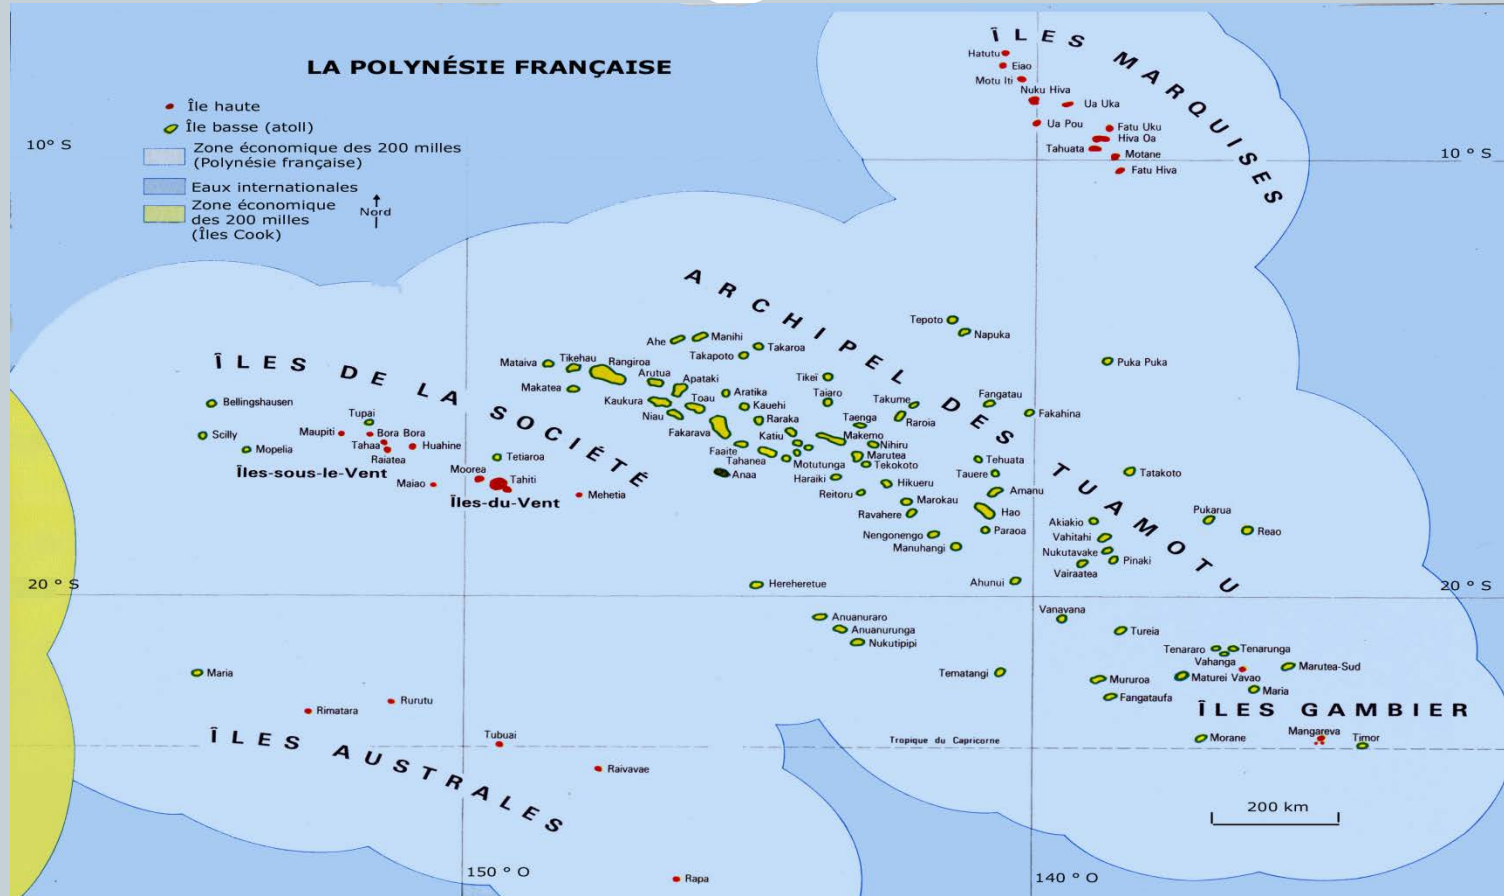 LA POLYNÉSIE FRANÇAISE
Île haute
Île basse (atoll)
Zone économique des 200 milles
(Polynésie française)
Eaux internationales
Zone économique
des 200 milles
(Îles Cook)
Nord
10° S
10 ° S
ÎLES MARQUISES
Hatutu
Eiao
Motu Iti
Nuku Hiva
Ua Uka
Ua Pou
Fatu Uku
Hiva Oa
Tahuata
Motane
Fatu Hiva
ARCHIPEL DES TUAMOTU
Tepoto
Napuka
Ahe
Manihi
Takaroa
Takapoto
Puka Puka
Mataiva
Tikehau
Rangiroa
Arutua
Apataki
Tikeï
Makatea
Aratika
Taiaro
Takume
Fangatau
Kaukura
Toau
Kauehi
Fakahina
Niau
Raraka
Taenga
Raroia
Fakarava
Katiu
Makemo
Nihiru
Faaite
Marutea
Tahanea
Motutunga
Tekokoto
Tehuata
Anaa
Haraiki
Tauere
Tatakoto
Reitoru
Hikueru
Amanu
Marokau
Hao
Ravahere
Akiakio
Pukarua
Paraoa
Vahitahi
Reao
Nengonengo
Manuhangi
Nukutavake
Pinaki
Vairaatea
Hereheretue
Ahunui
ÎLES DE LA SOCIÉTÉ
Bellingshausen
Tupai
Scilly
Maupiti
Bora Bora
Tahaa
Huahine
Mopelia
Raiatea
Tetiaroa
Îles-sous-le-Vent
Moorea
Tahiti
Maiao
Mehetia
Îles-du-Vent
20° S
20° S
Anuanuraro
Anuanurunga
Nukutipipi
Vanavana
Tureia
Tenararo
Tenarunga
Vahanga
Marutea-Sud
Maria
Tematangi
Mururoa
Maturei Vavao
Fangataufa
Maria
ÎLES GAMBIER
Rurutu
Rimatara
Tubuai
Mangareva
Morane
Timor
Tropique du Capricorne
ÎLES AUSTRALES
Raivavae
200 km
150 ° O
140 ° O
Rapa